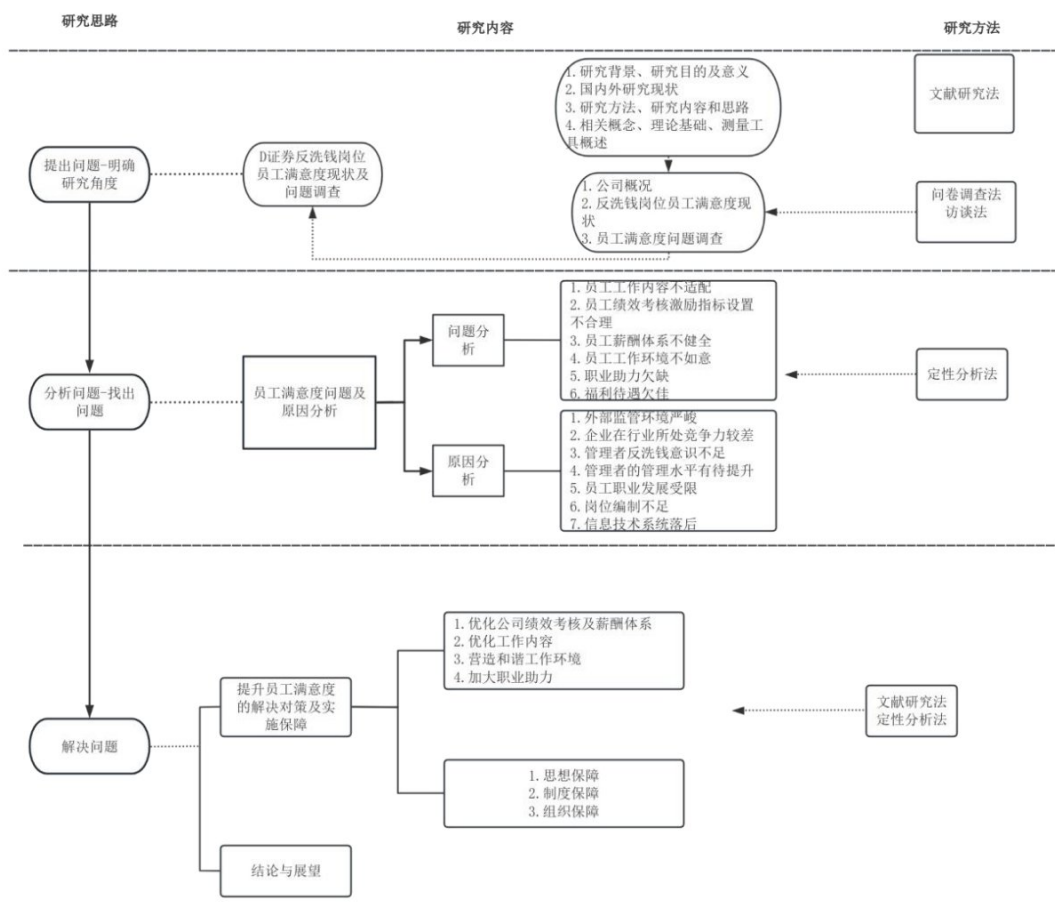 研究思路
研究内容
研究方法
1.研究背景、研究目的及意义
2.国内外研究现状
3.研究方法、研究内容和思路
4.相关概念、理论基础、测量工
具概述
文献研究法
提出问题-明确
研究角度
D证券反洗钱岗位
员工满意度现状及
问题调查
1.公司概况
2.反洗钱岗位员工满意度现
状
3.员工满意度问题调查
问卷调查法
访谈法
分析问题-找出
问题
员工满意度问题及
原因分析
问题分
析
1.员工工作内容不适配
2.员工绩效考核激励指标设置
不合理
3.员工薪酬体系不健全
4.员工工作环境不如意
5.职业助力欠缺
6.福利待遇欠佳
定性分析法
原因分
析
1.外部监管环境严峻
2.企业在行业所处竞争力较差
3.管理者反洗钱意识不足
4.管理者的管理水平有待提升
5.员工职业发展受限
6.岗位编制不足
7.信息技术系统落后
解决问题
提升员工满意度
的解决对策及实
施保障
1.优化公司绩效考核及薪酬体系
2.优化工作内容
3.营造和谐工作环境
4.加大职业助力
文献研究法
定性分析法
1.思想保障
2.制度保障
3.组织保障
结论与展望